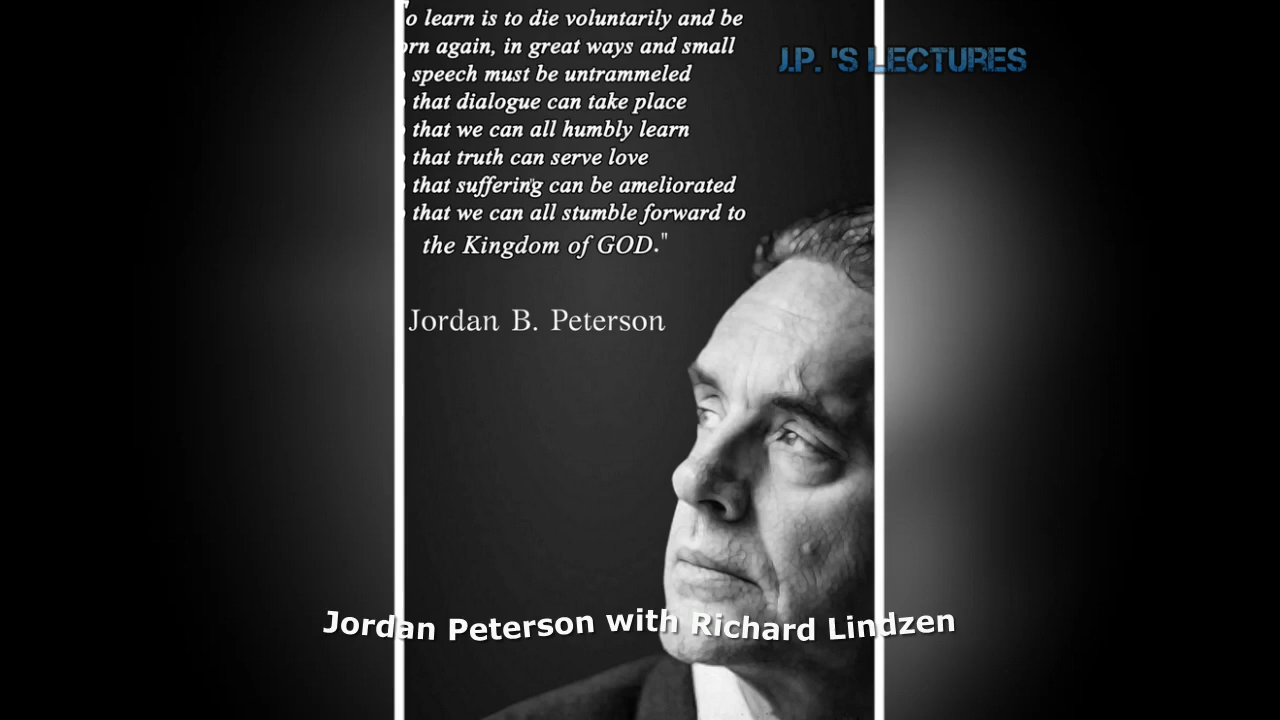 o learn is to die voluntarily and be
rn again, in great ways and small
speech must be untrammeled
that dialogue can take place
that we can all humbly learn
that truth can serve love
that suffering can be ameliorated
that we can all stumble forward to
the Kingdom of GOD."
Jordan B. Peterson
J.P. 'S LECTURES
Jordan Peterson with Richard Lindzen